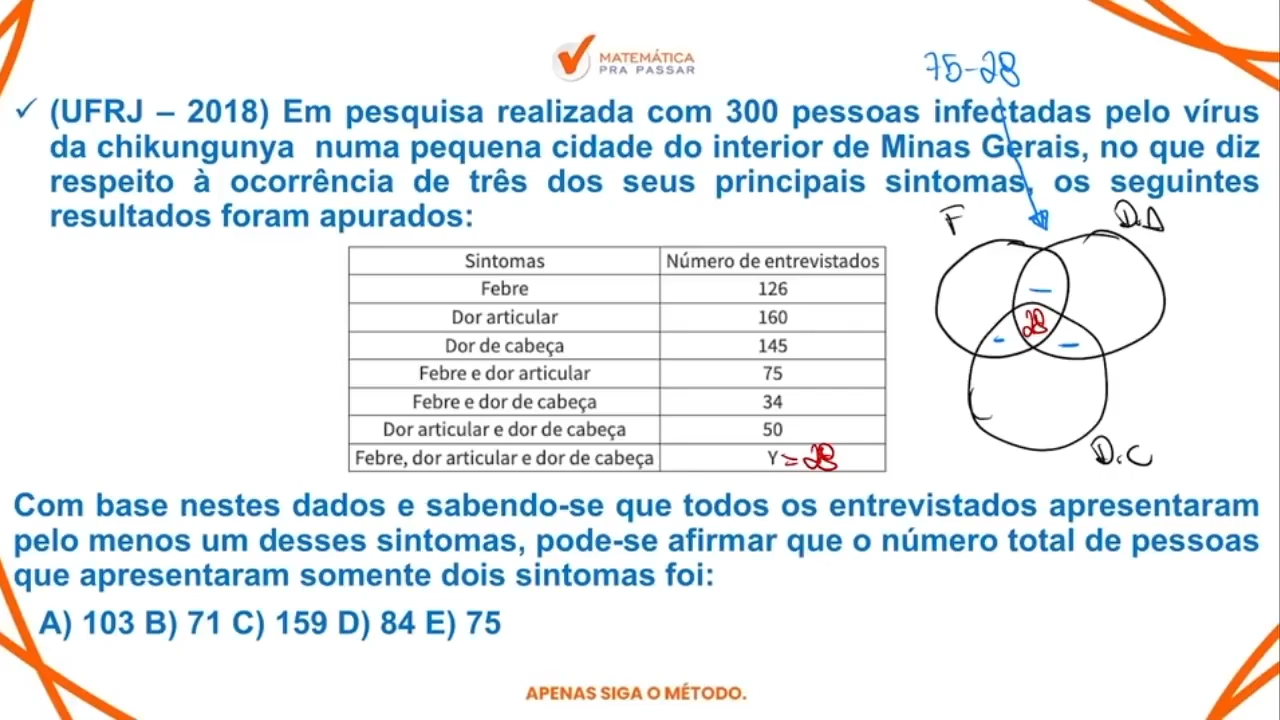 MATEMÁTICA
PRA PASSAR
75-28
✓ (UFRJ – 2018) Em pesquisa realizada com 300 pessoas infectadas pelo vírus
da chikungunya numa pequena cidade do interior de Minas Gerais, no que diz
respeito à ocorrência de três dos seus principais sintomas, os seguintes
resultados foram apurados:
F
D.A
Sintomas Número de entrevistados
Febre 126
Dor articular 160
Dor de cabeça 145
Febre e dor articular 75
Febre e dor de cabeça 34
Dor articular e dor de cabeça 50
Febre, dor articular e dor de cabeça Y = 28
28
D.C
Com base nestes dados e sabendo-se que todos os entrevistados apresentaram
pelo menos um desses sintomas, pode-se afirmar que o número total de pessoas
que apresentaram somente dois sintomas foi:
A) 103 B) 71 C) 159 D) 84 E) 75
APENAS SIGA O MÉTODO.